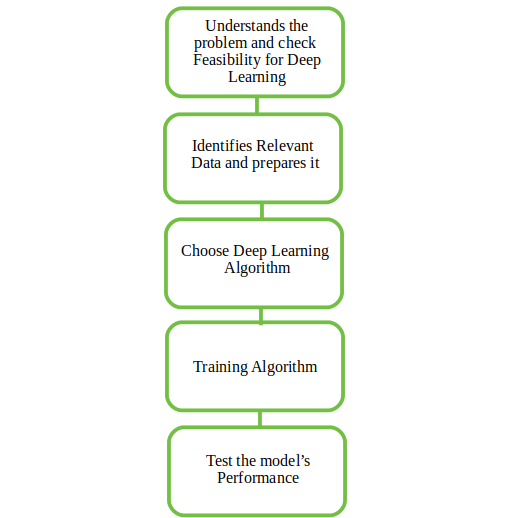 Understands the
problem and check
Feasibility for Deep
Learning
Identifies Relevant
Data and prepares it
Choose Deep Learning
Algorithm
Training Algorithm
Test the model’s
Performance